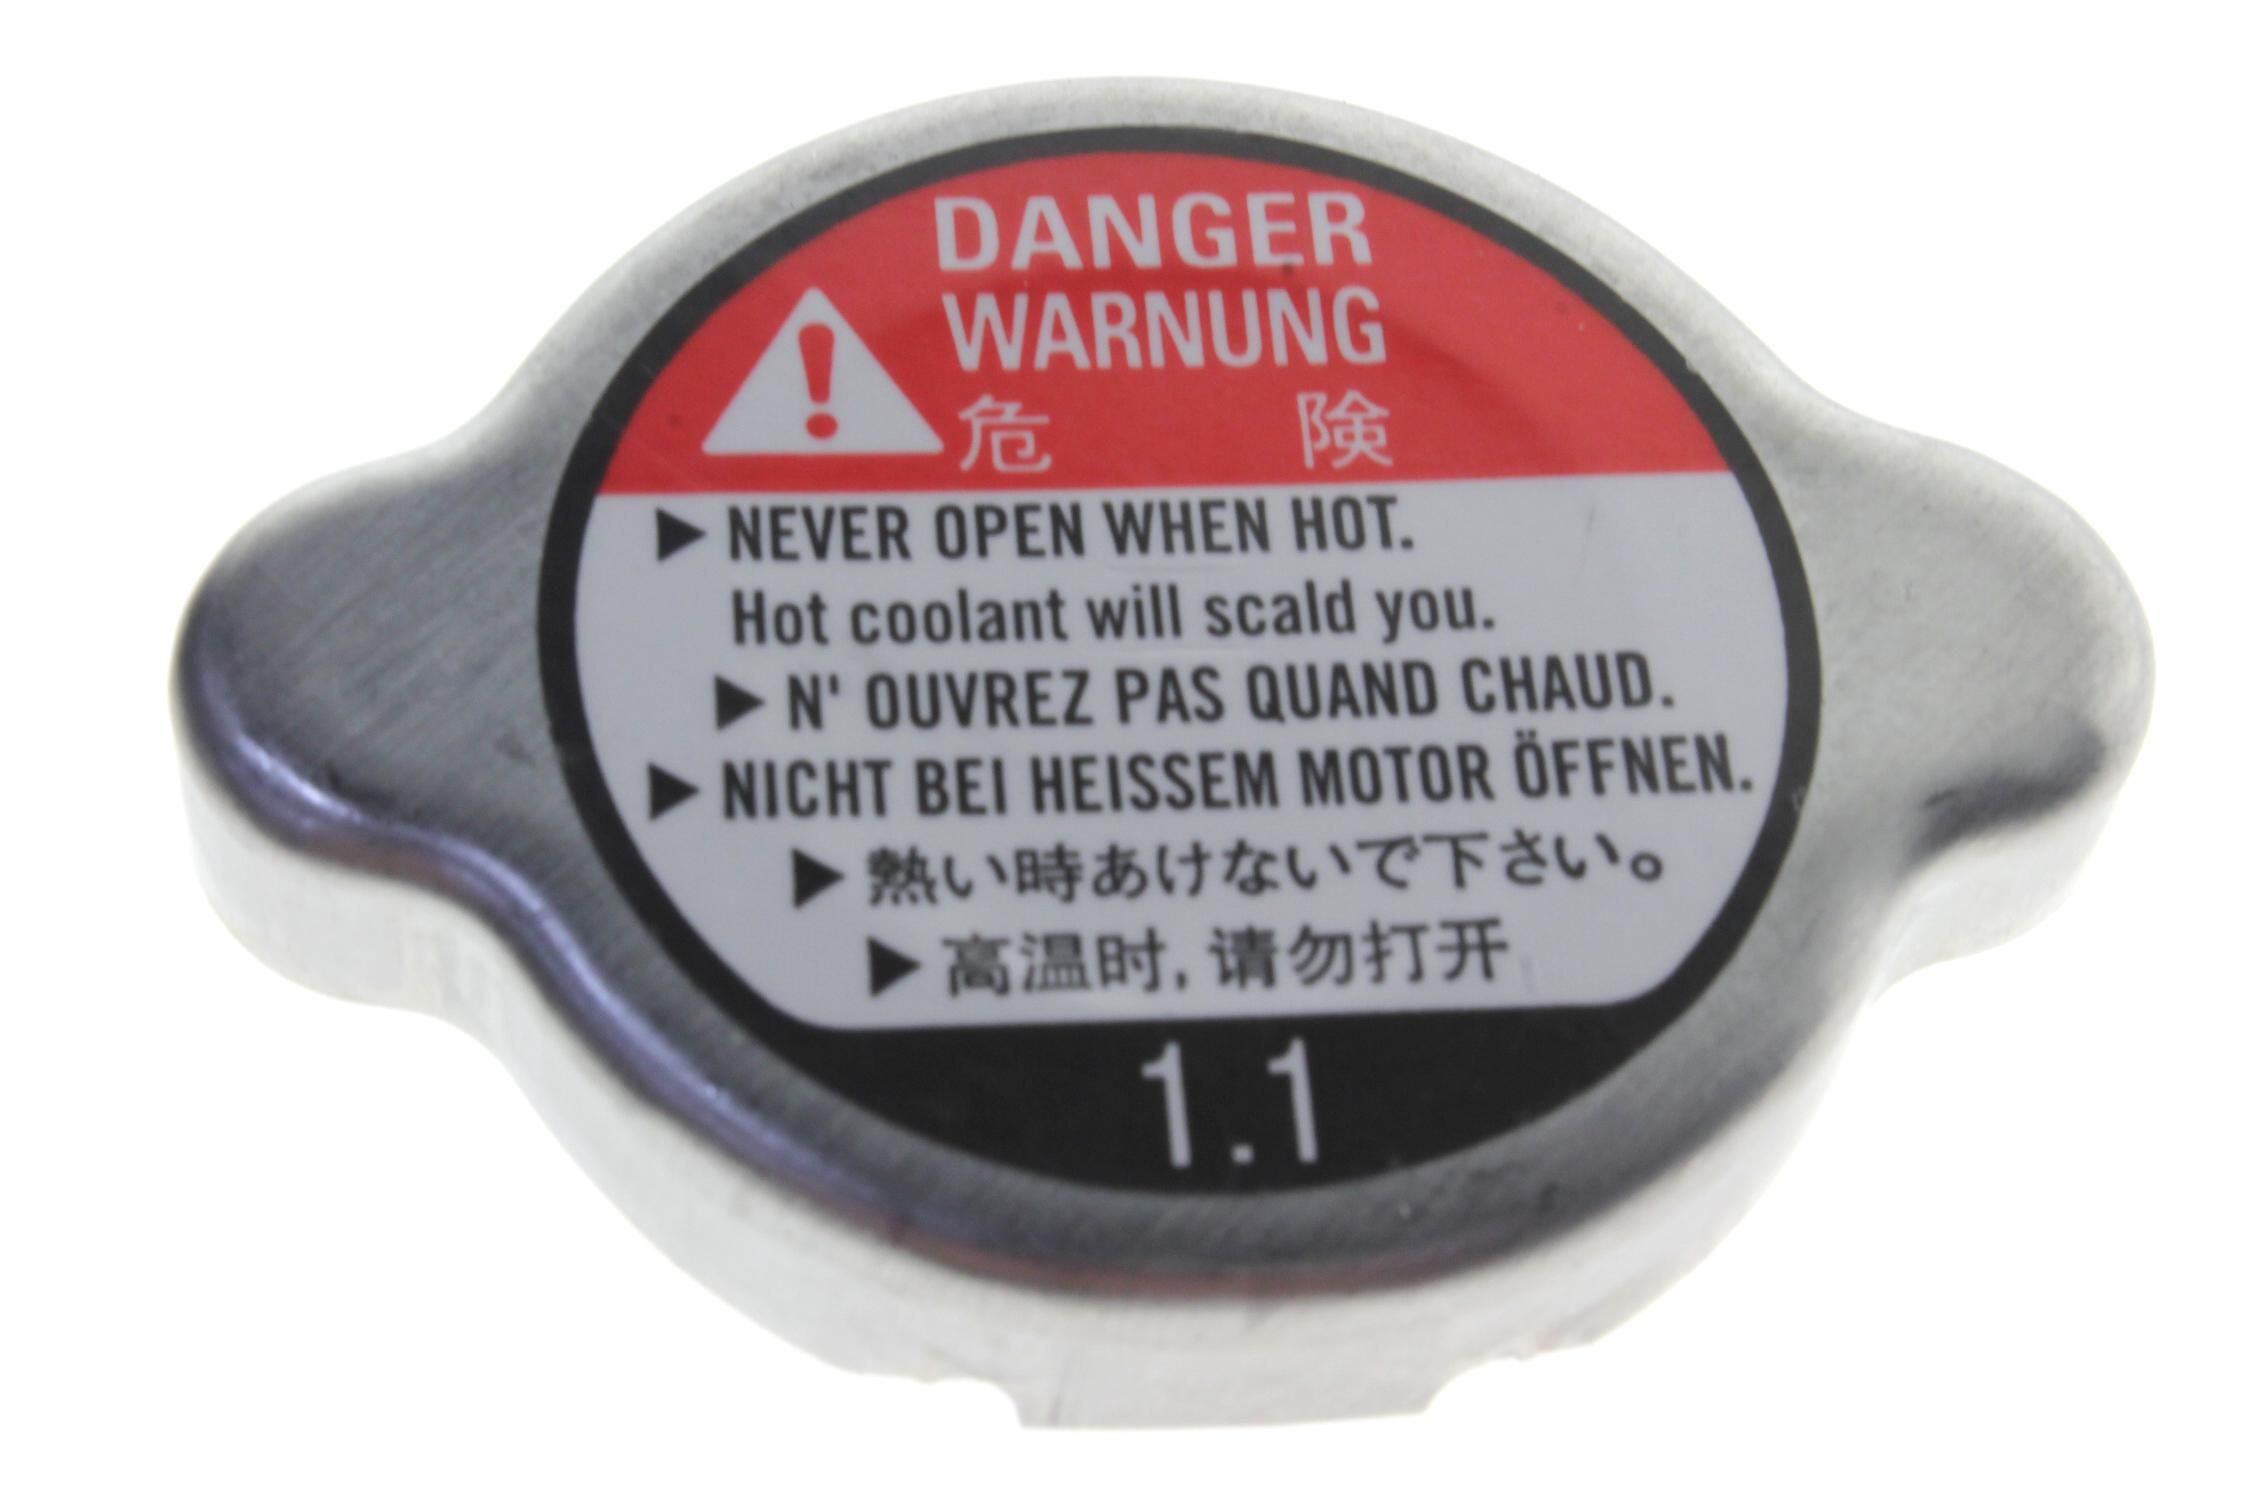 DANGER
WARNUNG
危 険
▶ NEVER OPEN WHEN HOT.
Hot coolant will scald you.
▶ N' OUVREZ PAS QUAND CHAUD.
▶ NICHT BEI HEISSEM MOTOR ÖFFNEN.
▶ 熱い時あけないで下さい。
▶ 高温时,请勿打开
1.1